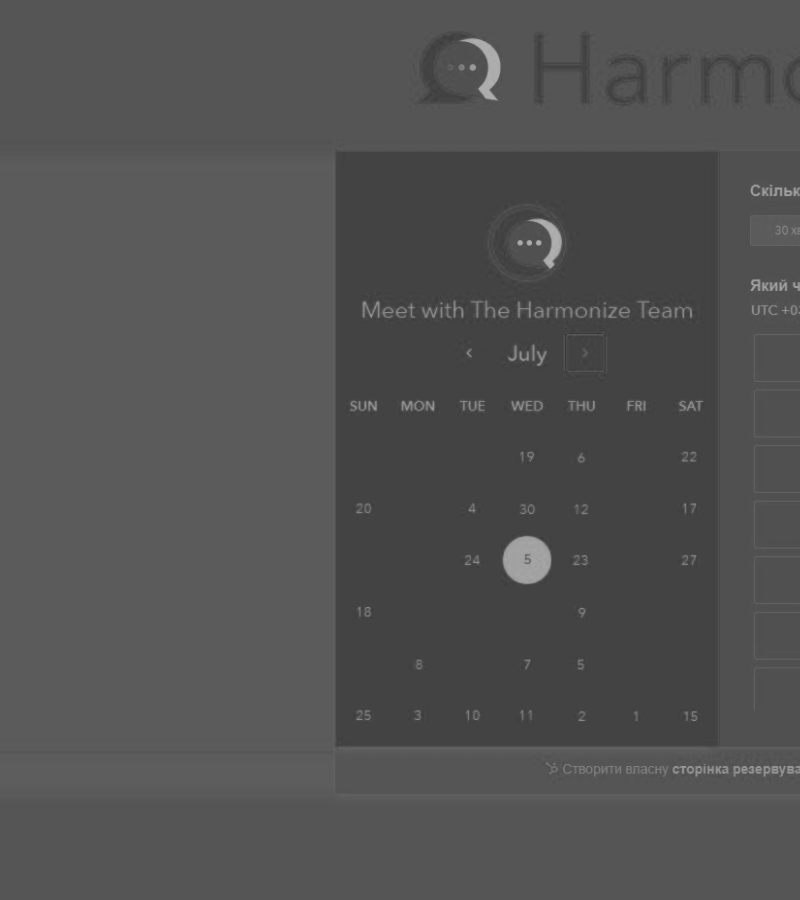 Harmo
Meet with The Harmonize Team
July
SUN MON TUE WED THU FRI SAT
19 6 22
20 4 30 12 17
24 5 23 27
18 9
8 7 5
25 3 10 11 2 1 15
Скільк
30 хв
Який ч
UTC +03
Створити власну сторінка резервува